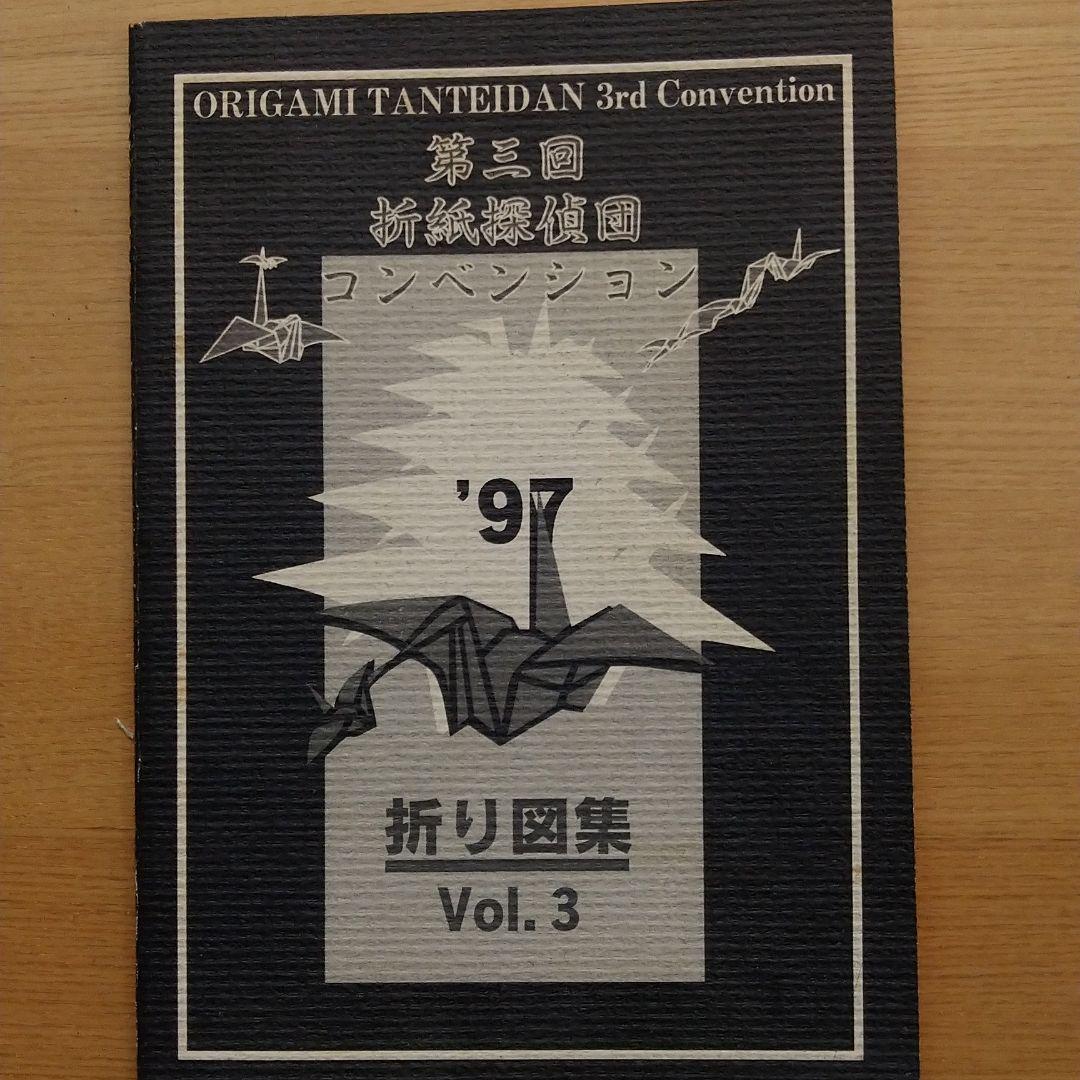 ORIGAMI TANTEIDAN 3rd Convention
第三回
折紙探偵団
コンベンション
'97
折り図集
Vol. 3